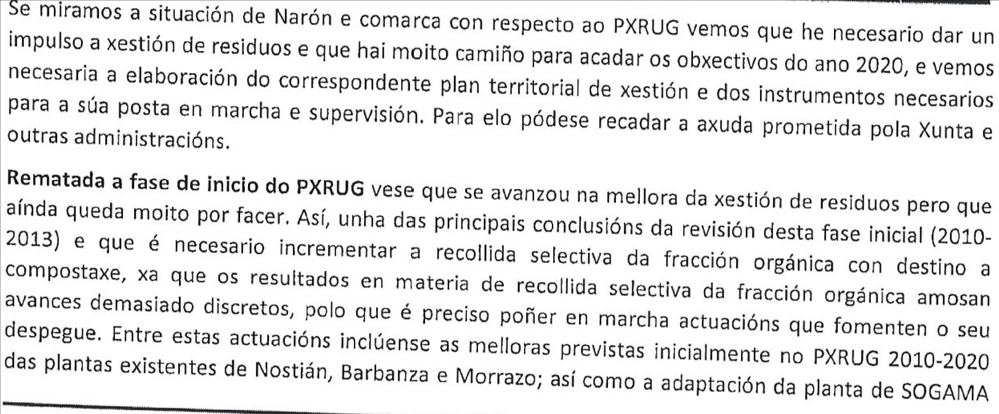 Se miramos a situación de Narón e comarca con respecto ao PXRUG vemos que he necesario dar un
impulso a xestión de residuos e que hai moito camiño para acadar os obxectivos do ano 2020, e vemos
necesaria a elaboración do correspondente plan territorial de xestión e dos instrumentos necesarios
para a súa posta en marcha e supervisión. Para elo pódese recadar a axuda prometida pola Xunta e
outras administracións.
Rematada a fase de inicio do PXRUG vese que se avanzou na mellora da xestión de residuos pero que
aínda queda moito por facer. Así, unha das principais conclusións da revisión desta fase inicial (2010-
2013) e que é necesario incrementar a recollida selectiva da fracción orgánica con destino a
compostaxe, xa que os resultados en materia de recollida selectiva da fracción orgánica amosan
avances demasiado discretos, polo que é preciso poñer en marcha actuacións que fomenten o seu
despegue. Entre estas actuacións inclúense as melloras previstas inicialmente no PXRUG 2010-2020
das plantas existentes de Nostián, Barbanza e Morrazo; así como a adaptación da planta de SOGAMA